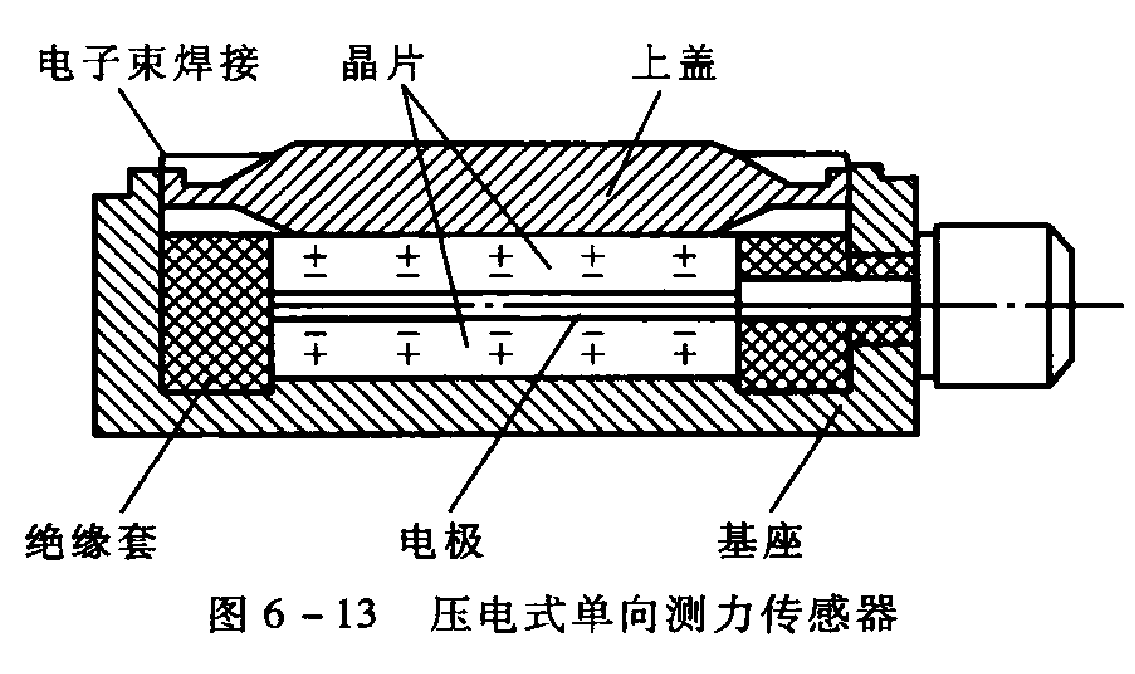 电子束焊接 晶片 上盖
+ + + + +
− − − − −
− − − − −
+ + + + +
绝缘套 电极 基座
图 6-13 压电式单向测力传感器